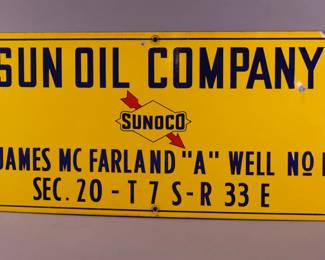 SUN OIL COMPANY
SUNOCO
JAMES MC FARLAND "A" WELL NO
SEC. 20 - T 7 S - R 33 E